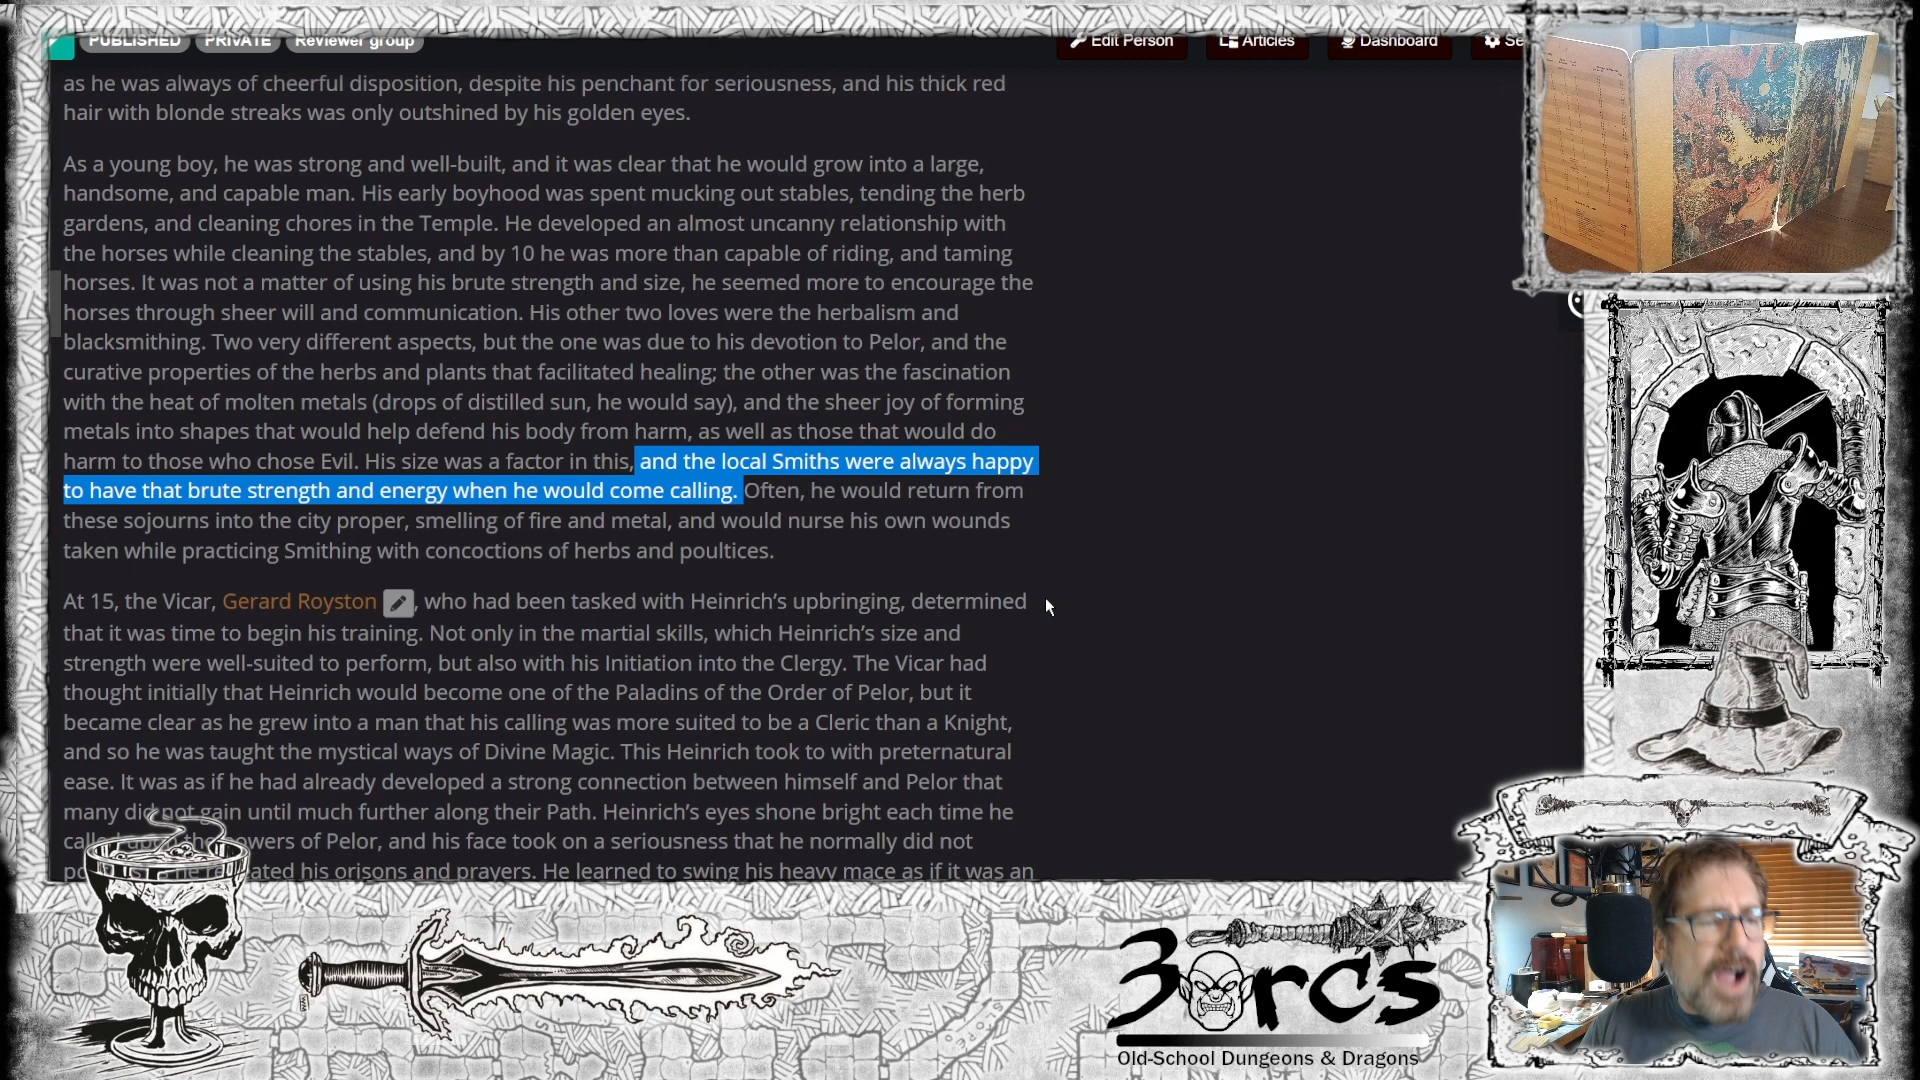 PUBLISHED PRIVATE Reviewer group
Edit Person Articles Dashboard
as he was always of cheerful disposition, despite his penchant for seriousness, and his thick red
hair with blonde streaks was only outshined by his golden eyes.
As a young boy, he was strong and well-built, and it was clear that he would grow into a large,
handsome, and capable man. His early boyhood was spent mucking out stables, tending the herb
gardens, and cleaning chores in the Temple. He developed an almost uncanny relationship with
the horses while cleaning the stables, and by 10 he was more than capable of riding, and taming
horses. It was not a matter of using his brute strength and size, he seemed more to encourage the
horses through sheer will and communication. His other two loves were the herbalism and
blacksmithing. Two very different aspects, but the one was due to his devotion to Pelor, and the
curative properties of the herbs and plants that facilitated healing; the other was the fascination
with the heat of molten metals (drops of distilled sun, he would say), and the sheer joy of forming
metals into shapes that would help defend his body from harm, as well as those that would do
harm to those who chose Evil. His size was a factor in this, and the local Smiths were always happy
to have that brute strength and energy when he would come calling. Often, he would return from
these sojourns into the city proper, smelling of fire and metal, and would nurse his own wounds
taken while practicing Smithing with concoctions of herbs and poultices.
At 15, the Vicar, Gerard Royston , who had been tasked with Heinrich’s upbringing, determined
that it was time to begin his training. Not only in the martial skills, which Heinrich’s size and
strength were well-suited to perform, but also with his Initiation into the Clergy. The Vicar had
thought initially that Heinrich would become one of the Paladins of the Order of Pelor, but it
became clear as he grew into a man that his calling was more suited to be a Cleric than a Knight,
and so he was taught the mystical ways of Divine Magic. This Heinrich took to with preternatural
ease. It was as if he had already developed a strong connection between himself and Pelor that
many did not gain until much further along their Path. Heinrich’s eyes shone bright each time he
of Pelor, and his face took on a seriousness that he normally did not
his orisons and prayers. He learned to swing his heavy mace as if it was an
3 orcs
Old-School Dungeons & Dragons